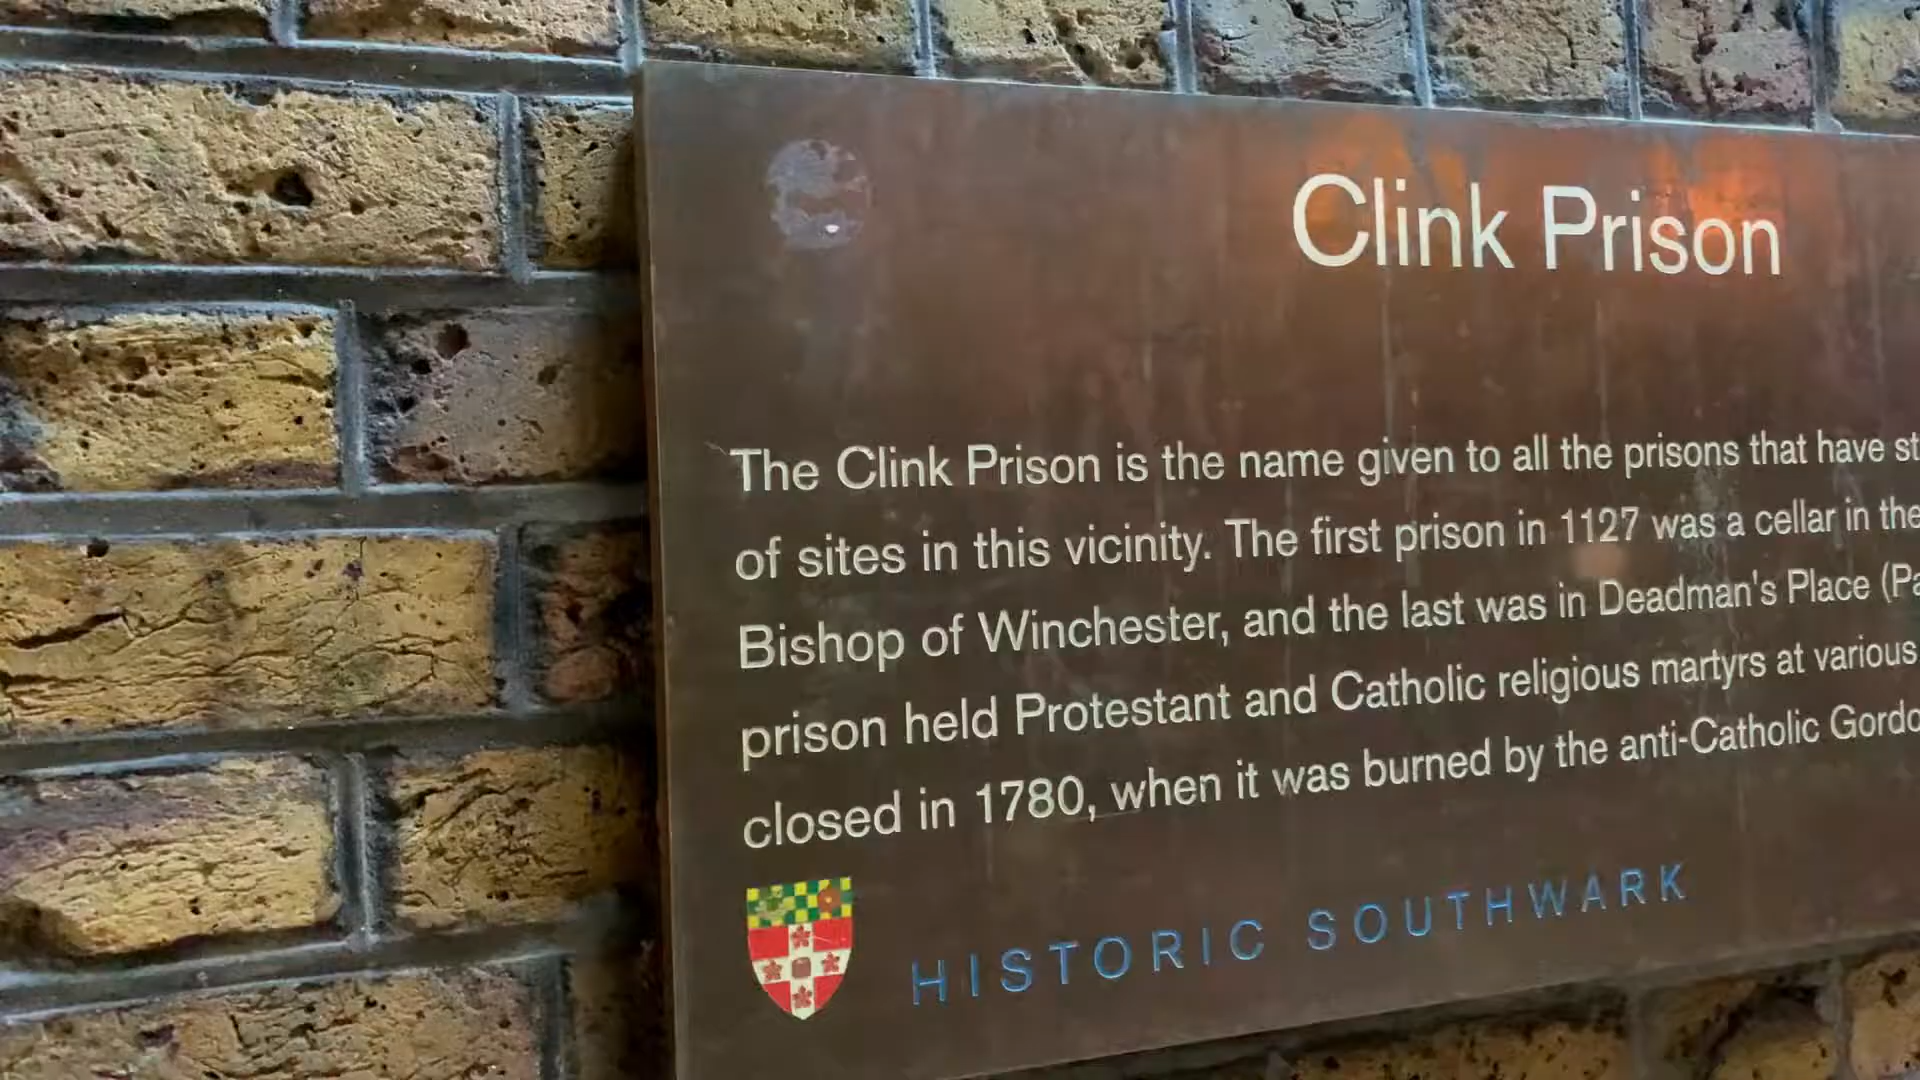 Clink Prison
The Clink Prison is the name given to all the prisons that have st
of sites in this vicinity. The first prison in 1127 was a cellar in the
Bishop of Winchester, and the last was in Deadman's Place (Pa
prison held Protestant and Catholic religious martyrs at various
closed in 1780, when it was burned by the anti-Catholic Gordo
HISTORIC SOUTHWARK